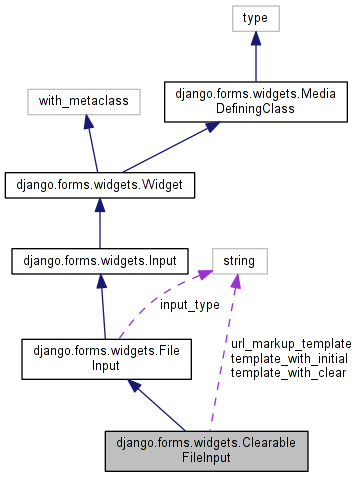 type
with_metaclass
django.forms.widgets.Media
DefiningClass
django.forms.widgets.Widget
django.forms.widgets.Input
string
input_type
django.forms.widgets.File
Input
url_markup_template
template_with_initial
template_with_clear
django.forms.widgets.Clearable
FileInput